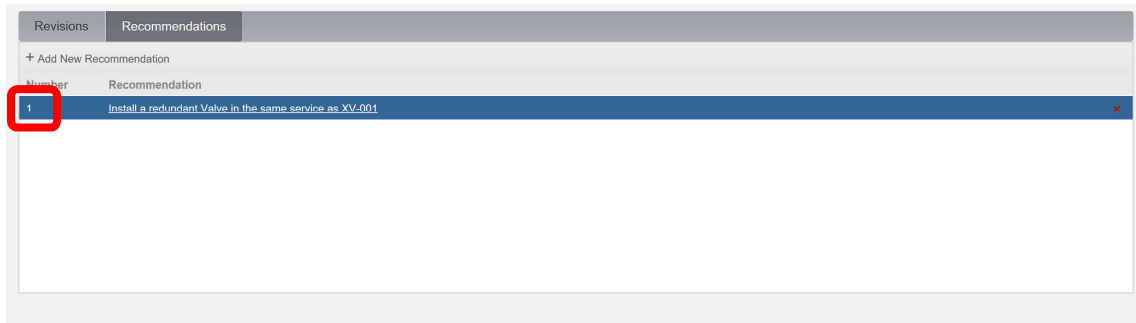 Revisions Recommendations
+ Add New Recommendation
Number Recommendation
1 Install a redundant Valve in the same service as XV-001